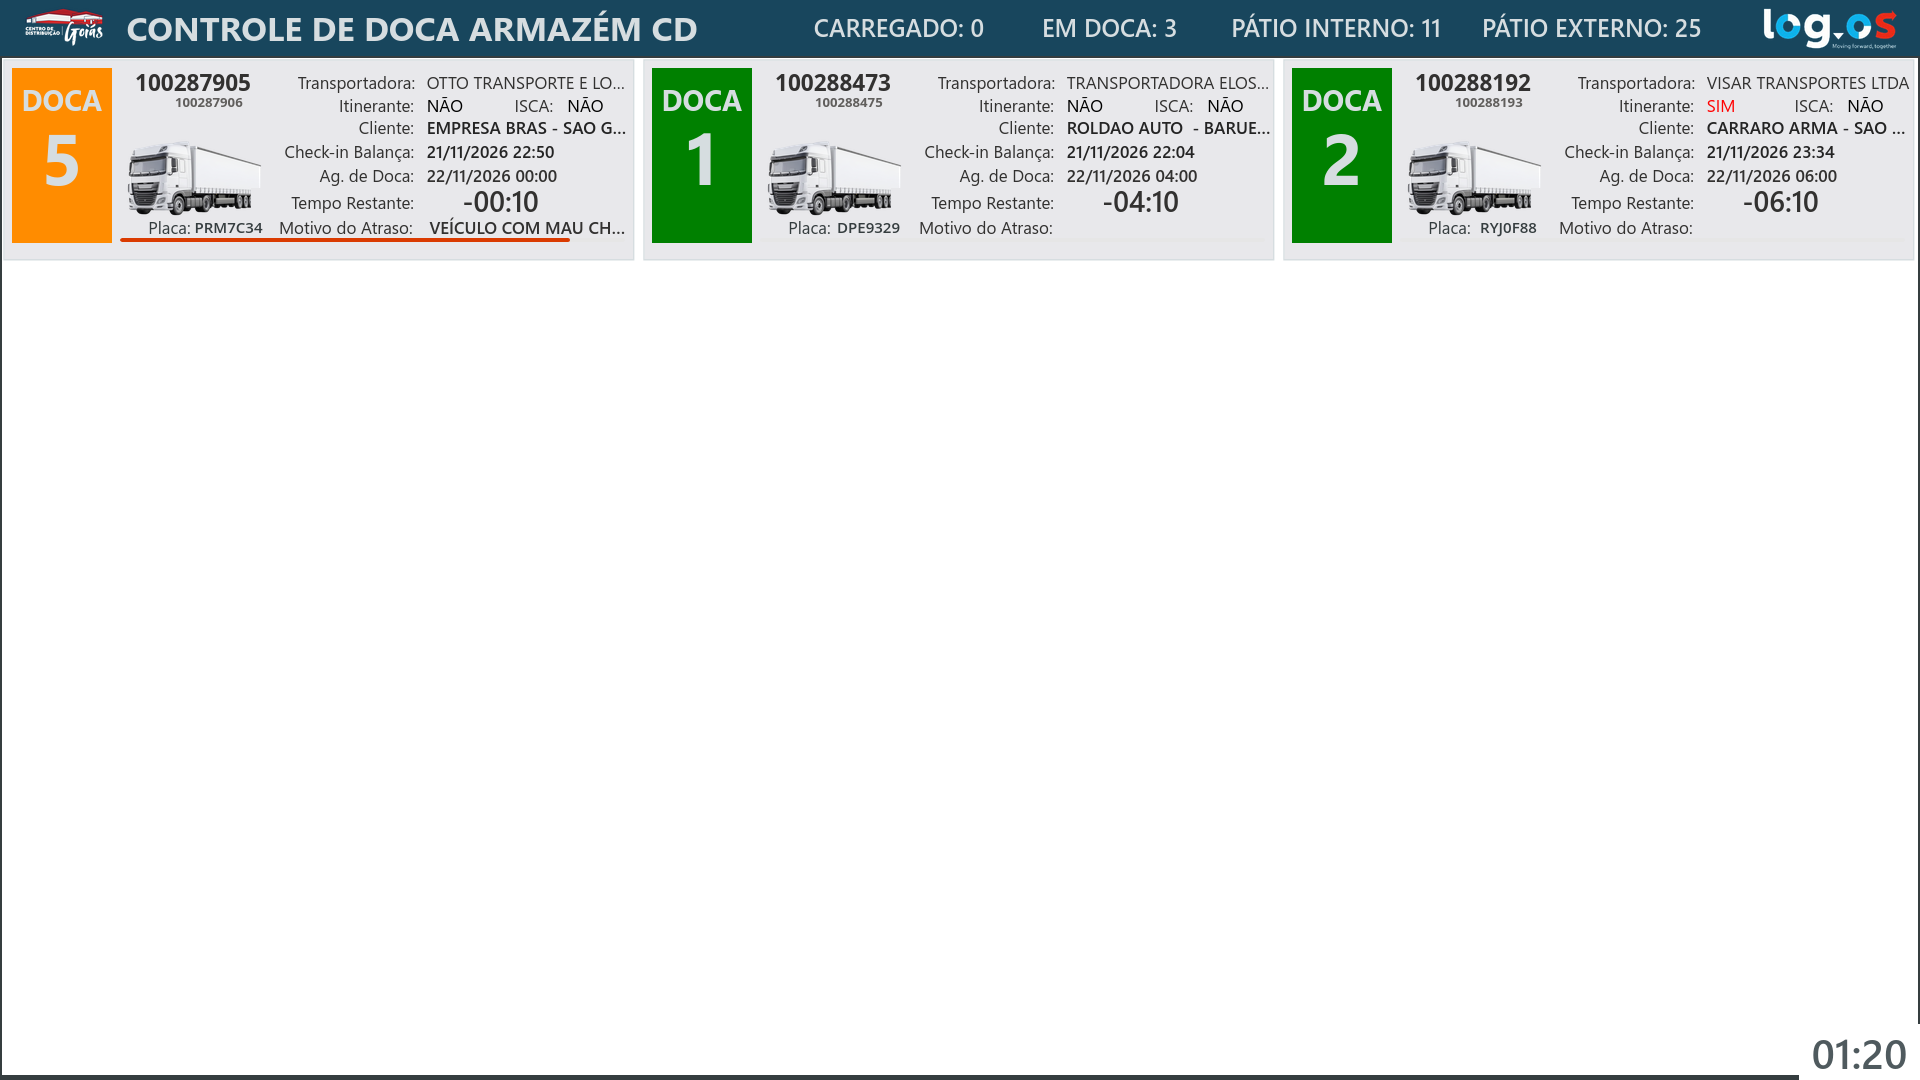 CENTRO DE DISTRIBUIÇÃO Goiás
CONTROLE DE DOCA ARMAZÉM CD
CARREGADO: 0
EM DOCA: 3
PÁTIO INTERNO: 11
PÁTIO EXTERNO: 25
log.os
Moving forward, together
DOCA
5
100287905
100287906
Placa: PRM7C34
Transportadora: OTTO TRANSPORTE E LO...
Itinerante: NÃO ISCA: NÃO
Cliente: EMPRESA BRAS - SAO G...
Check-in Balança: 21/11/2026 22:50
Ag. de Doca: 22/11/2026 00:00
Tempo Restante: -00:10
Motivo do Atraso: VEÍCULO COM MAU CH...
DOCA
1
100288473
100288475
Placa: DPE9329
Transportadora: TRANSPORTADORA ELOS...
Itinerante: NÃO ISCA: NÃO
Cliente: ROLDAO AUTO - BARUE...
Check-in Balança: 21/11/2026 22:04
Ag. de Doca: 22/11/2026 04:00
Tempo Restante: -04:10
Motivo do Atraso:
DOCA
2
100288192
100288193
Placa: RYJ0F88
Transportadora: VISAR TRANSPORTES LTDA
Itinerante: SIM ISCA: NÃO
Cliente: CARRARO ARMA - SAO ...
Check-in Balança: 21/11/2026 23:34
Ag. de Doca: 22/11/2026 06:00
Tempo Restante: -06:10
Motivo do Atraso:
01:20